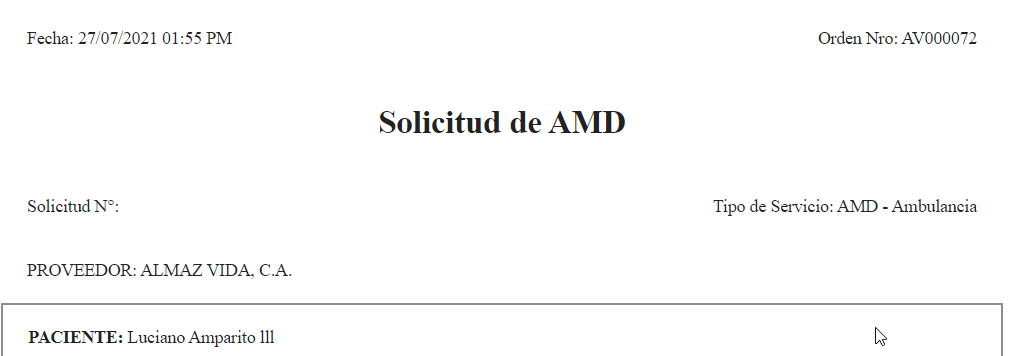 Fecha: 27/07/2021 01:55 PM Orden Nro: AV000072
Solicitud de AMD
Solicitud N°: Tipo de Servicio: AMD - Ambulancia
PROVEEDOR: ALMAZ VIDA, C.A.
PACIENTE: Luciano Amparito lll